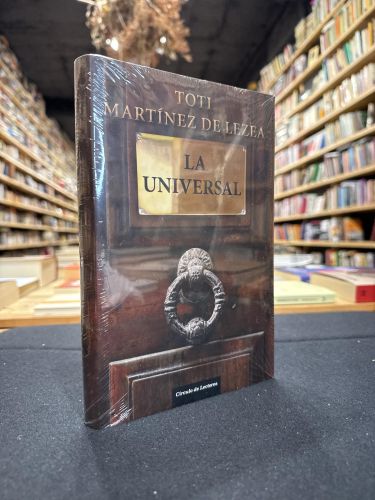 TOTI
MARTÍNEZ DE LEZEA
LA
UNIVERSAL
Círculo de Lectores